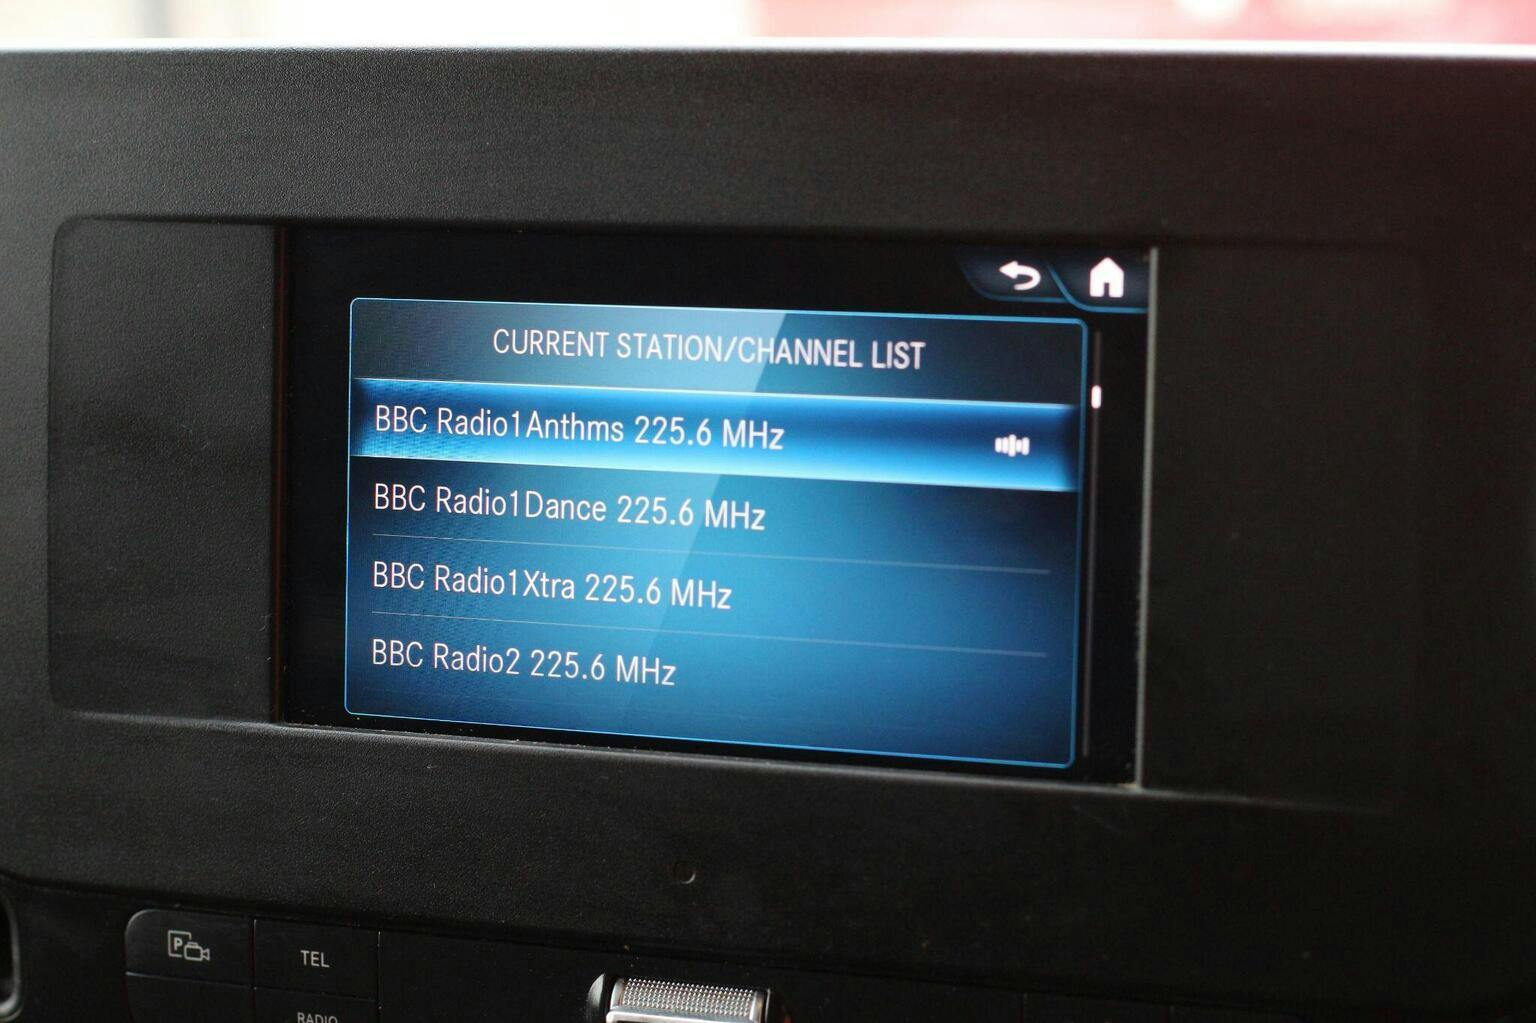 CURRENT STATION/CHANNEL LIST
BBC Radio1Anthms 225.6 MHz
BBC Radio1Dance 225.6 MHz
BBC Radio1Xtra 225.6 MHz
BBC Radio2 225.6 MHz
P
TEL
RADIO